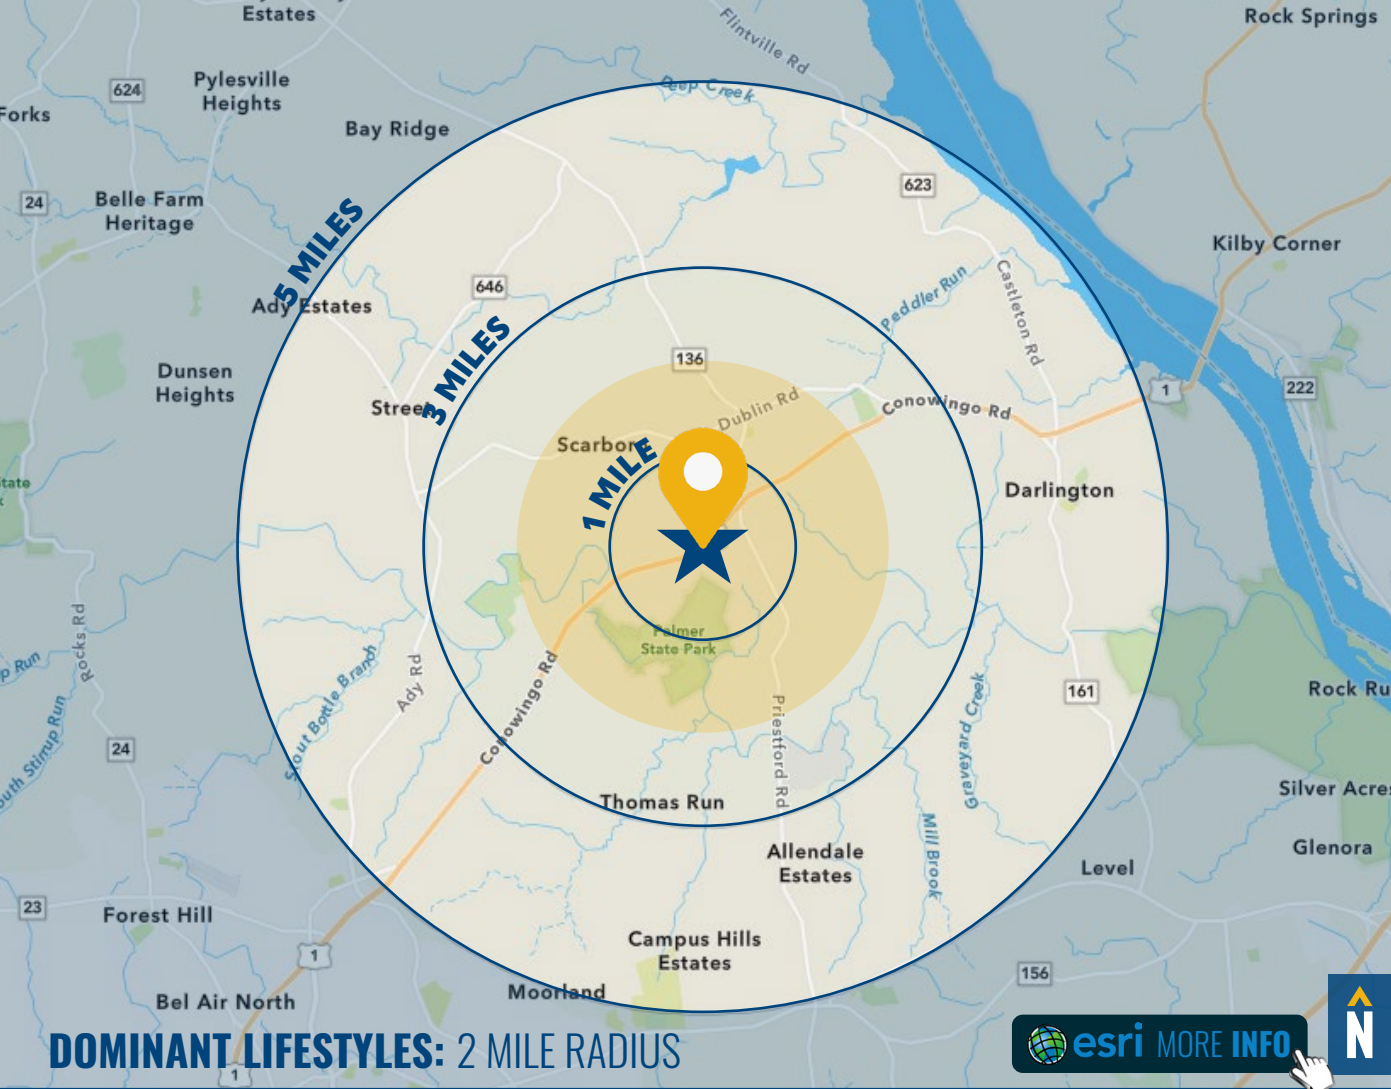 Estates
Rock Springs
Flintville Rd
Pylesville
Heights
624
Deep Creek
Forks
Bay Ridge
623
24
Belle Farm
Heritage
5 MILES
Kilby Corner
646
Ady Estates
Peddler Run
Castleton Rd
3 MILES
136
Dunsen
Heights
1
222
Street
Dublin Rd
Conowingo Rd
Scarboro
1 MILE
tate
Darlington
Palmer
State Park
Rocks Rd
p Run
Stout Bottle Branch
Ady Rd
Conowingo Rd
Priestford Rd
Graveyard Creek
161
Rock Ru
outh Stirrup Run
24
Silver Acres
Thomas Run
Mill Brook
Allendale
Estates
Glenora
Level
23
Forest Hill
Campus Hills
Estates
1
156
Moorland
Bel Air North
N
DOMINANT LIFESTYLES: 2 MILE RADIUS
esri MORE INFO
1